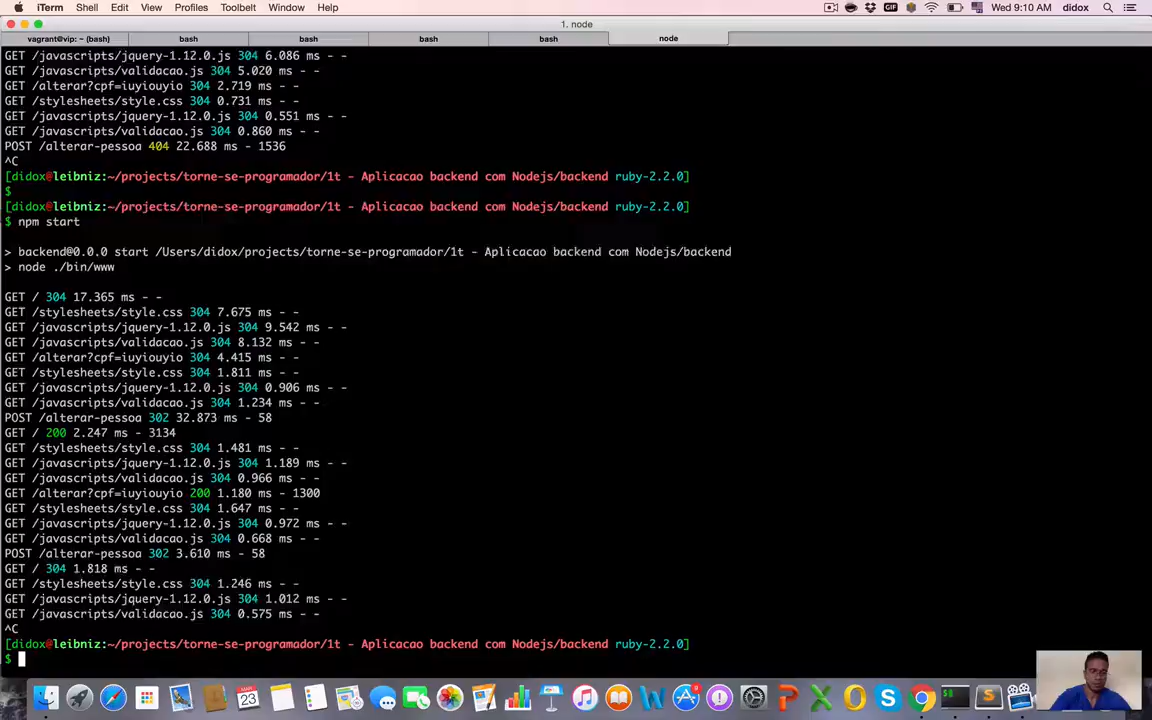 iTerm Shell Edit View Profiles Toolbelt Window Help GIF Wed 9:10 AM didox
1. node
vagrant@vip: ~ (bash) bash bash bash bash node
GET /javascripts/jquery-1.12.0.js 304 6.086 ms - -
GET /javascripts/validacao.js 304 5.020 ms - -
GET /alterar?cpf=iuyiouyio 304 2.719 ms - -
GET /stylesheets/style.css 304 0.731 ms - -
GET /javascripts/jquery-1.12.0.js 304 0.551 ms - -
GET /javascripts/validacao.js 304 0.860 ms - -
POST /alterar-pessoa 404 22.688 ms - 1536
^C
[didox@leibniz:~/projects/torne-se-programador/1t - Aplicacao backend com Nodejs/backend ruby-2.2.0]
$
[didox@leibniz:~/projects/torne-se-programador/1t - Aplicacao backend com Nodejs/backend ruby-2.2.0]
$ npm start
> backend@0.0.0 start /Users/didox/projects/torne-se-programador/1t - Aplicacao backend com Nodejs/backend
> node ./bin/www
GET / 304 17.365 ms - -
GET /stylesheets/style.css 304 7.675 ms - -
GET /javascripts/jquery-1.12.0.js 304 9.542 ms - -
GET /javascripts/validacao.js 304 8.132 ms - -
GET /alterar?cpf=iuyiouyio 304 4.415 ms - -
GET /stylesheets/style.css 304 1.811 ms - -
GET /javascripts/jquery-1.12.0.js 304 0.906 ms - -
GET /javascripts/validacao.js 304 1.234 ms - -
POST /alterar-pessoa 302 32.873 ms - 58
GET / 200 2.247 ms - 3134
GET /stylesheets/style.css 304 1.481 ms - -
GET /javascripts/jquery-1.12.0.js 304 1.189 ms - -
GET /javascripts/validacao.js 304 0.966 ms - -
GET /alterar?cpf=iuyiouyio 200 1.180 ms - 1300
GET /stylesheets/style.css 304 1.647 ms - -
GET /javascripts/jquery-1.12.0.js 304 0.972 ms - -
GET /javascripts/validacao.js 304 0.668 ms - -
POST /alterar-pessoa 302 3.610 ms - 58
GET / 304 1.818 ms - -
GET /stylesheets/style.css 304 1.246 ms - -
GET /javascripts/jquery-1.12.0.js 304 1.012 ms - -
GET /javascripts/validacao.js 304 0.575 ms - -
^C
[didox@leibniz:~/projects/torne-se-programador/1t - Aplicacao backend com Nodejs/backend ruby-2.2.0]
$
23